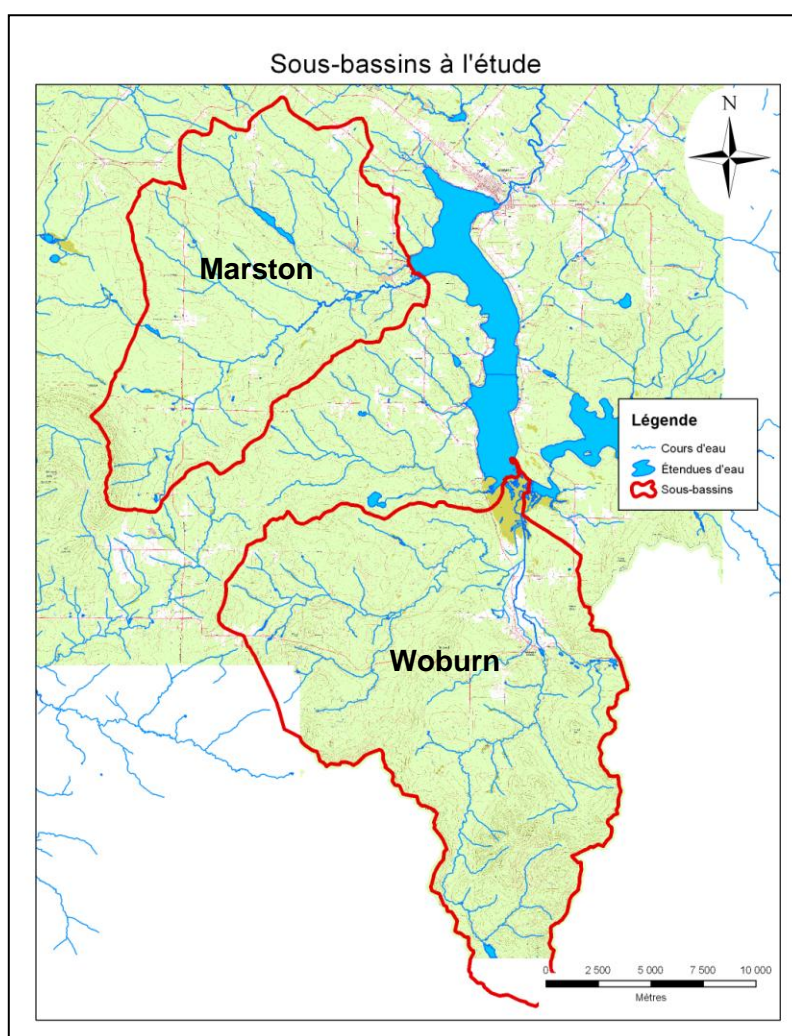 Sous-bassins à l'étude
N
Marston
Légende
Cours d'eau
Étendues d'eau
Sous-bassins
Woburn
0 2 500 5 000 7 500 10 000
Mètres